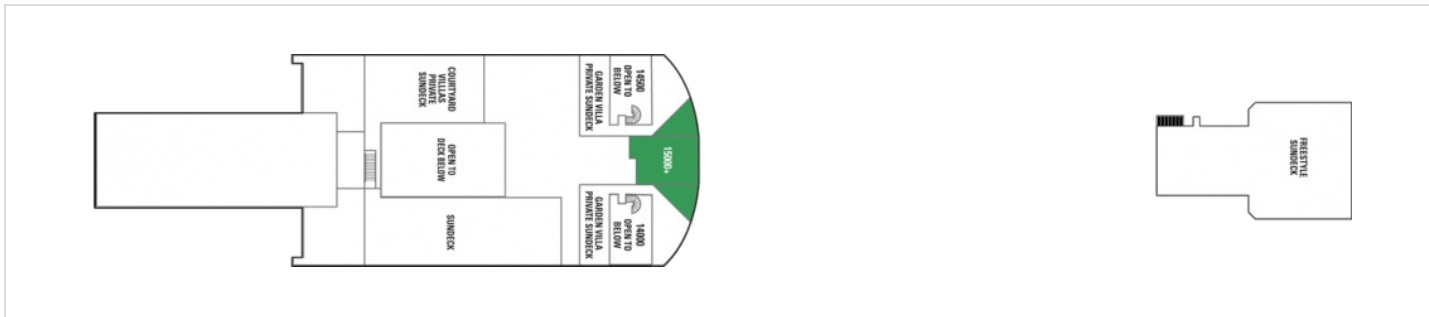 COURTYARD
VILLLAS
PRIVATE
SUNDECK
OPEN TO
DECK BELOW
SUNDECK
14500
OPEN TO
BELOW
GARDEN VILLA
PRIVATE SUNDECK
15000+
14000
OPEN TO
BELOW
GARDEN VILLA
PRIVATE SUNDECK
FREESTYLE
SUNDECK